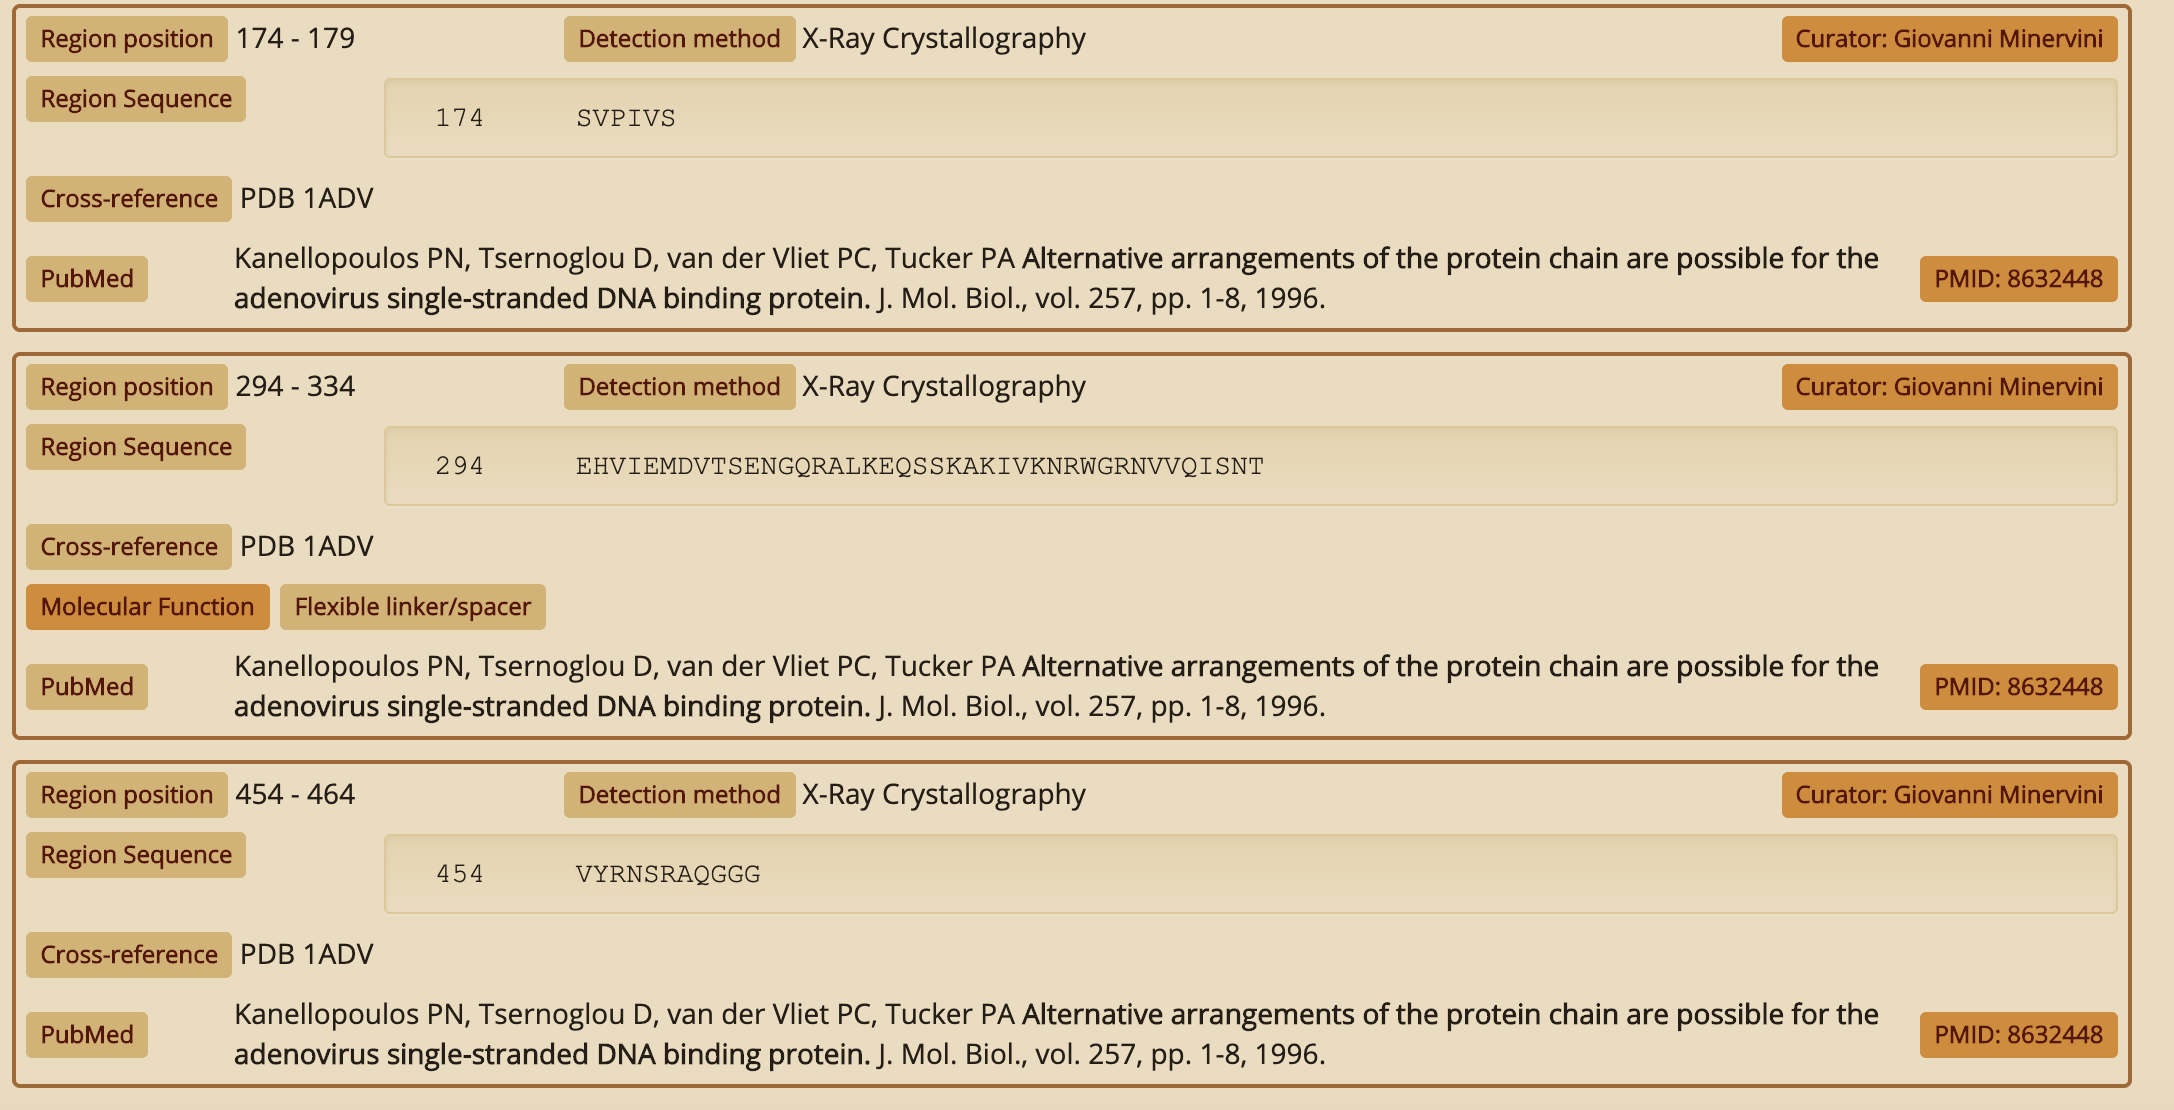 Region position 174 - 179 Detection method X-Ray Crystallography Curator: Giovanni Minervini
Region Sequence 174 SVPIVS
Cross-reference PDB 1ADV
PubMed Kanellopoulos PN, Tsernoglou D, van der Vliet PC, Tucker PA Alternative arrangements of the protein chain are possible for the
adenovirus single-stranded DNA binding protein. J. Mol. Biol., vol. 257, pp. 1-8, 1996. PMID: 8632448
Region position 294 - 334 Detection method X-Ray Crystallography Curator: Giovanni Minervini
Region Sequence 294 EHVIEMDVTSENGQRALKEQSSKAKIVKNRWGRNVVQISNT
Cross-reference PDB 1ADV
Molecular Function Flexible linker/spacer
PubMed Kanellopoulos PN, Tsernoglou D, van der Vliet PC, Tucker PA Alternative arrangements of the protein chain are possible for the
adenovirus single-stranded DNA binding protein. J. Mol. Biol., vol. 257, pp. 1-8, 1996. PMID: 8632448
Region position 454 - 464 Detection method X-Ray Crystallography Curator: Giovanni Minervini
Region Sequence 454 VYRNSRAQGGG
Cross-reference PDB 1ADV
PubMed Kanellopoulos PN, Tsernoglou D, van der Vliet PC, Tucker PA Alternative arrangements of the protein chain are possible for the
adenovirus single-stranded DNA binding protein. J. Mol. Biol., vol. 257, pp. 1-8, 1996. PMID: 8632448